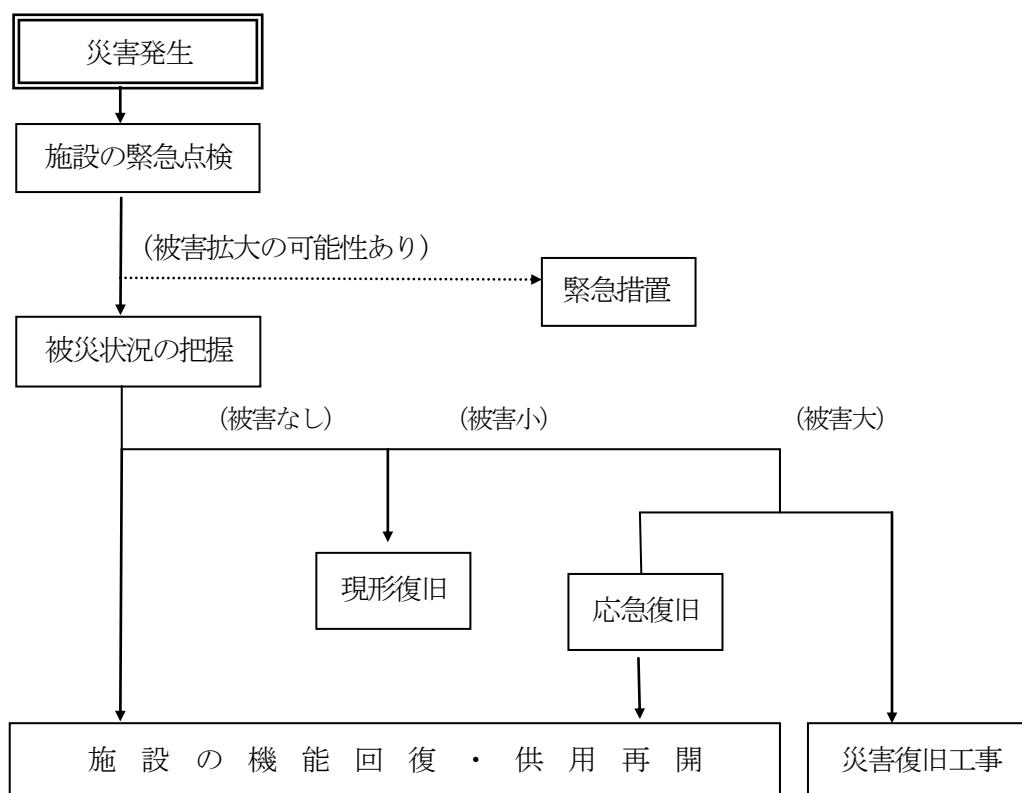 災害発生
施設の緊急点検
（被害拡大の可能性あり）
緊急措置
被災状況の把握
（被害なし）
（被害小）
（被害大）
現形復旧
応急復旧
施設の機能回復・供用再開
災害復旧工事